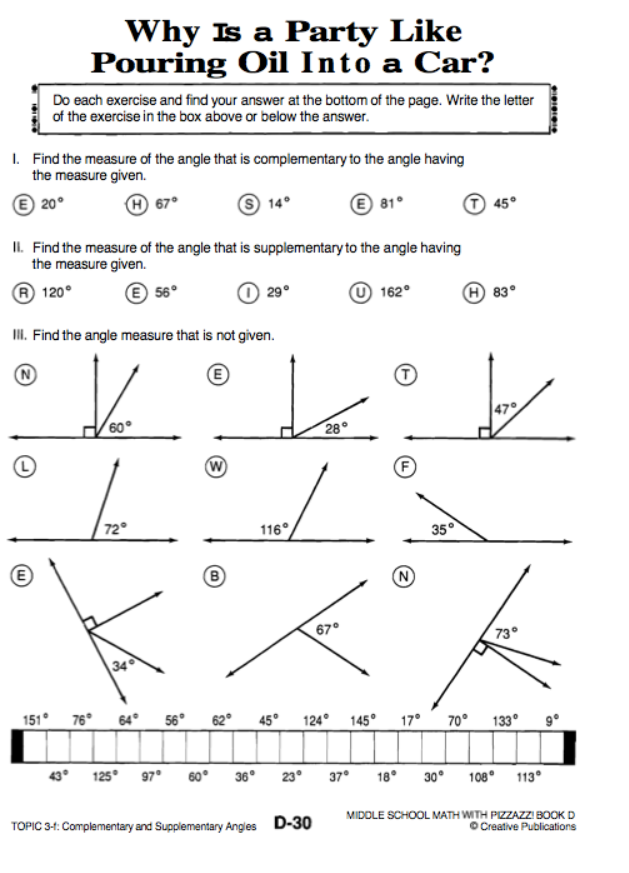 Why Is a Party Like
Pouring Oil Into a Car?
Do each exercise and find your answer at the bottom of the page. Write the letter
of the exercise in the box above or below the answer.
I. Find the measure of the angle that is complementary to the angle having
the measure given.
E 20° H 67° S 14° E 81° T 45°
II. Find the measure of the angle that is supplementary to the angle having
the measure given.
R 120° E 56° I 29° U 162° H 83°
III. Find the angle measure that is not given.
N E T
60° 28° 47°
L W F
72° 116° 35°
E B N
34° 67° 73°
151° 76° 64° 56° 62° 45° 124° 145° 17° 70° 133° 9°
43° 125° 97° 60° 36° 23° 37° 18° 30° 108° 113°
TOPIC 3-f: Complementary and Supplementary Angles D-30 MIDDLE SCHOOL MATH WITH PIZZAZZ! BOOK D
© Creative Publications